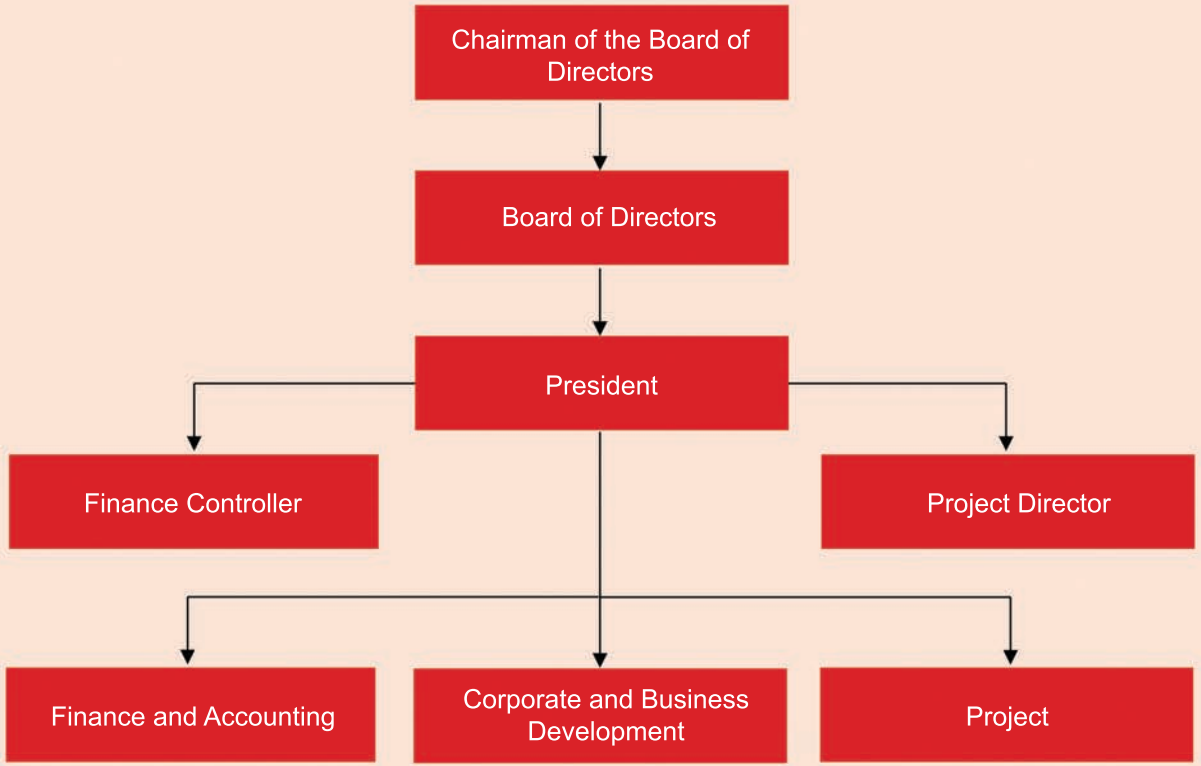 Chairman of the Board of
Directors
Board of Directors
President
Finance Controller
Project Director
Finance and Accounting
Corporate and Business
Development
Project